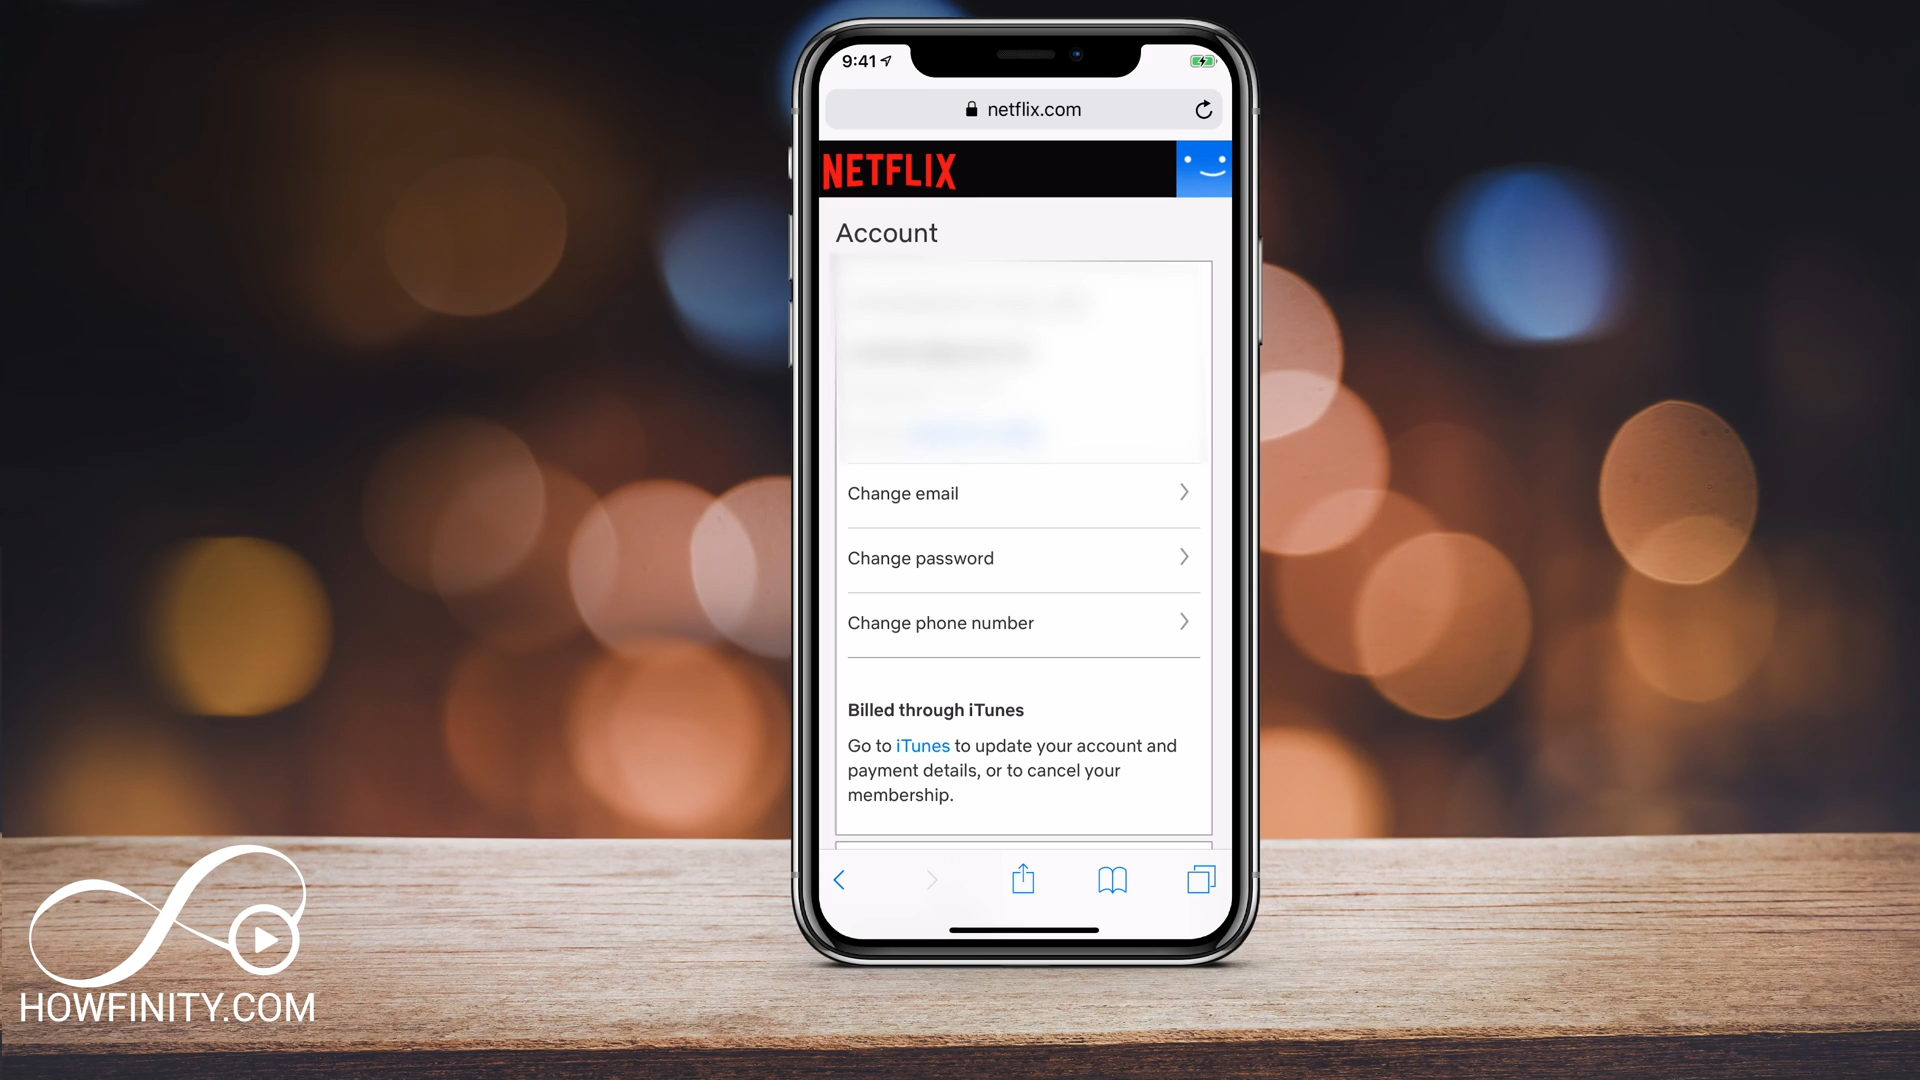 9:41
netflix.com
NETFLIX
Account
Change email
Change password
Change phone number
Billed through iTunes
Go to iTunes to update your account and
payment details, or to cancel your
membership.
HOWFINITY.COM